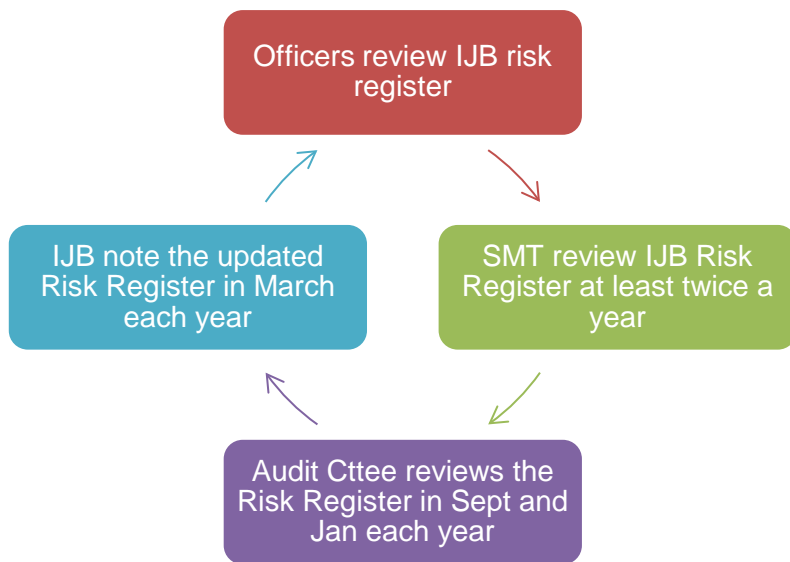 Officers review IJB risk
register
IJB note the updated
Risk Register in March
each year
SMT review IJB Risk
Register at least twice a
year
Audit Cttee reviews the
Risk Register in Sept and
Jan each year